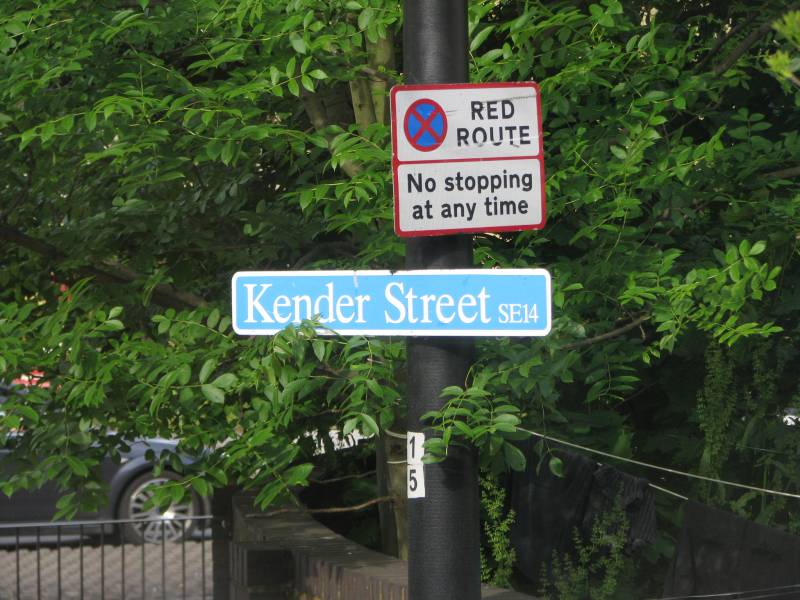 RED
ROUTE
No stopping
at any time
Kender Street SE14
1
5